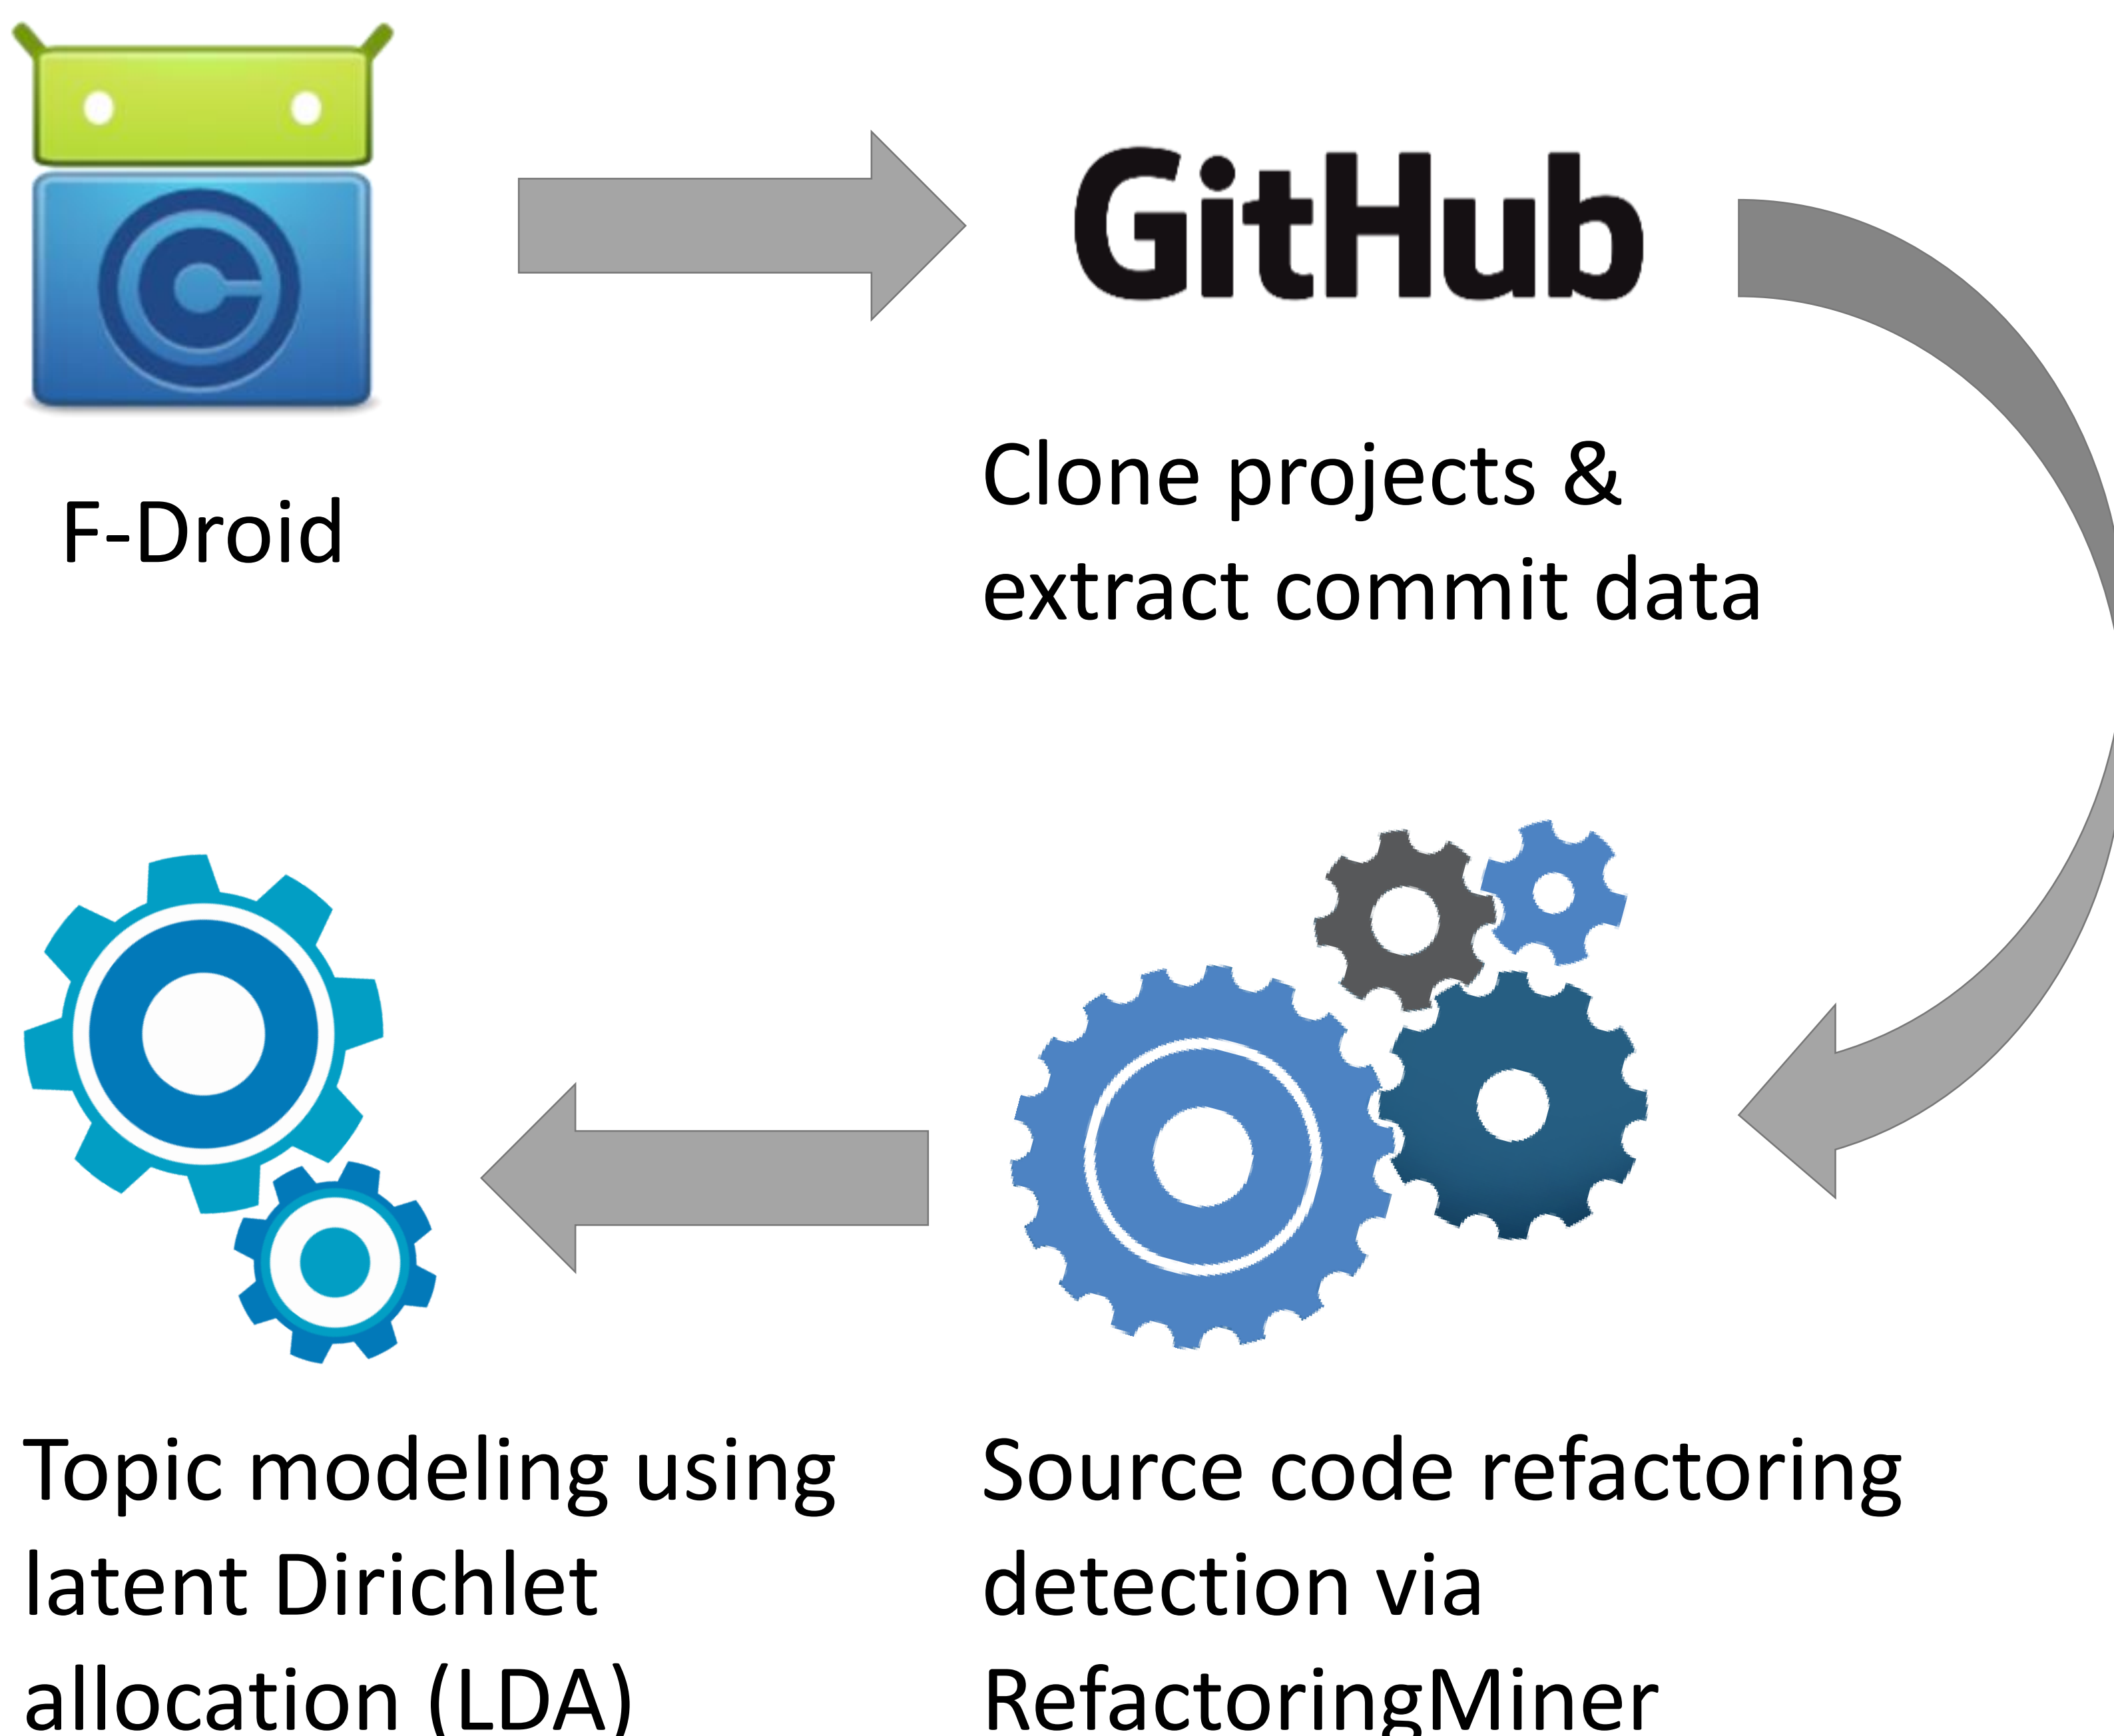 GitHub
F-Droid
Clone projects &
extract commit data
Topic modeling using
latent Dirichlet
allocation (LDA)
Source code refactoring
detection via
RefactoringMiner